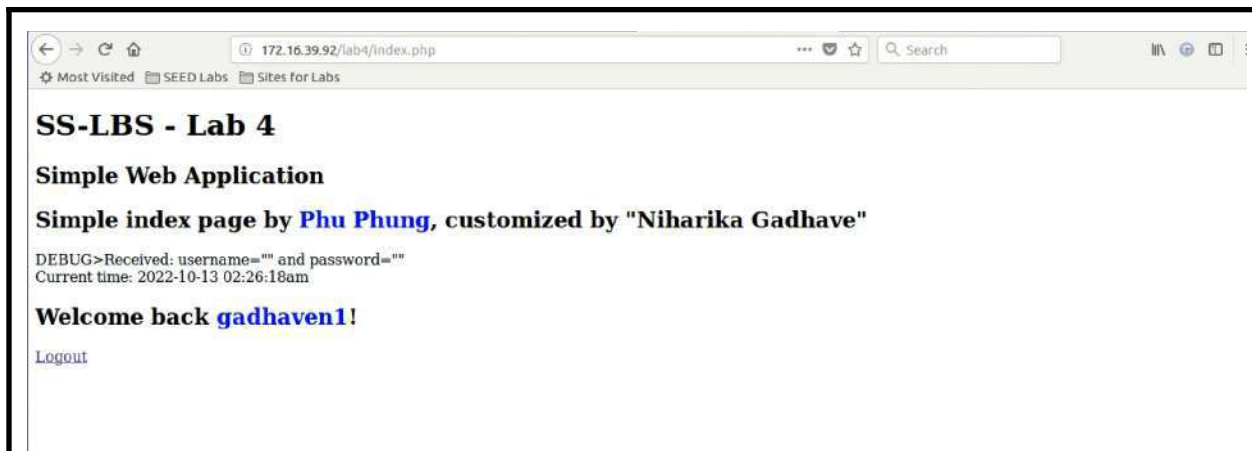 172.16.39.92/lab4/index.php
Search
Most Visited SEED Labs Sites for Labs
SS-LBS - Lab 4
Simple Web Application
Simple index page by Phu Phung, customized by "Niharika Gadhave"
DEBUG>Received: username="" and password=""
Current time: 2022-10-13 02:26:18am
Welcome back gadhaven1!
Logout